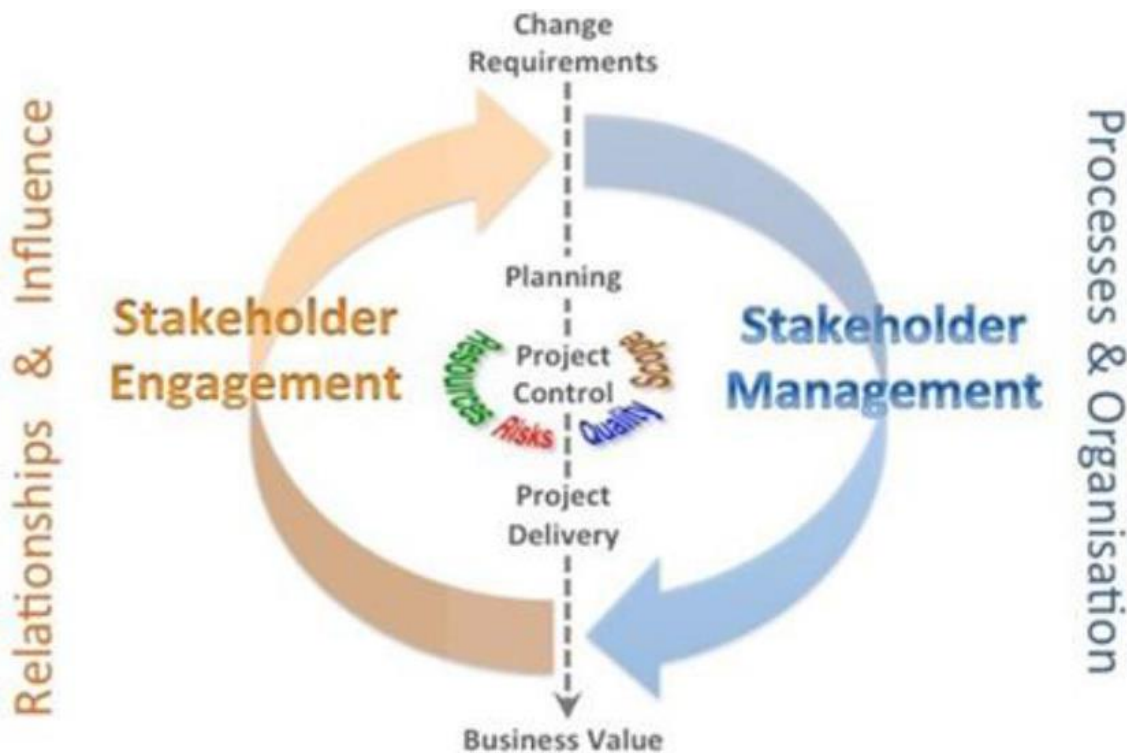 Change
Requirements
Relationships & Influence
Processes & Organisation
Stakeholder
Engagement
Stakeholder
Management
Planning
Project
Control
Resources
Risks
Quality
Scope
Project
Delivery
Business Value